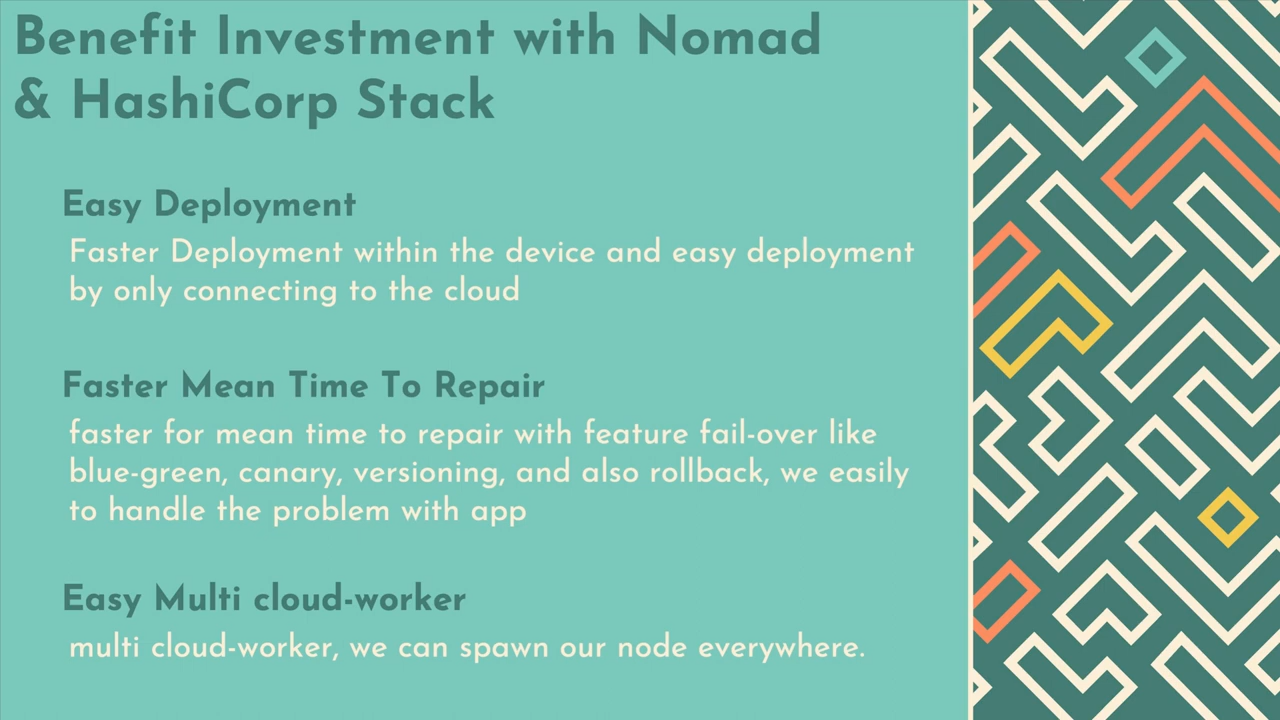 Benefit Investment with Nomad
& HashiCorp Stack
Easy Deployment
Faster Deployment within the device and easy deployment
by only connecting to the cloud
Faster Mean Time To Repair
faster for mean time to repair with feature fail-over like
blue-green, canary, versioning, and also rollback, we easily
to handle the problem with app
Easy Multi cloud-worker
multi cloud-worker, we can spawn our node everywhere.